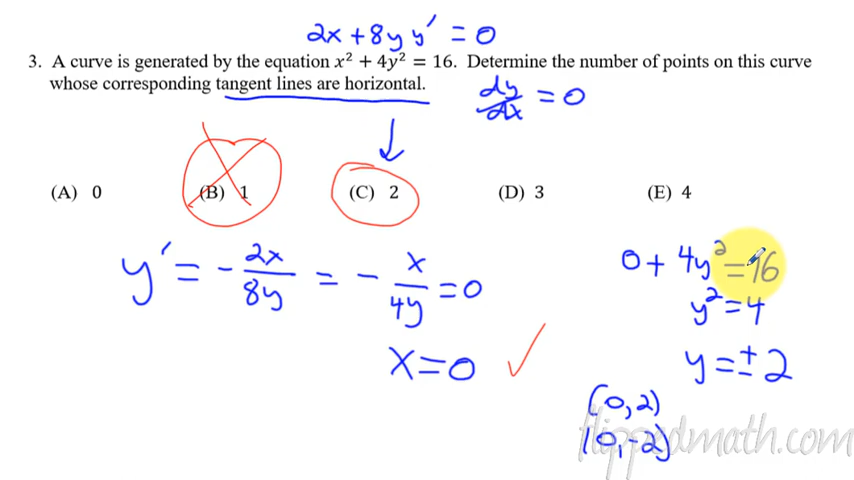 2x + 8y y' = 0
3. A curve is generated by the equation x² + 4y² = 16. Determine the number of points on this curve
whose corresponding tangent lines are horizontal.
dy/dx = 0
(A) 0 (B) 1 (C) 2 (D) 3 (E) 4
y' = - 2x/8y = - x/4y = 0
x = 0 ✓
0 + 4y² = 16
y² = 4
y = ± 2
(0, 2)
(0, -2)
flippedmath.com